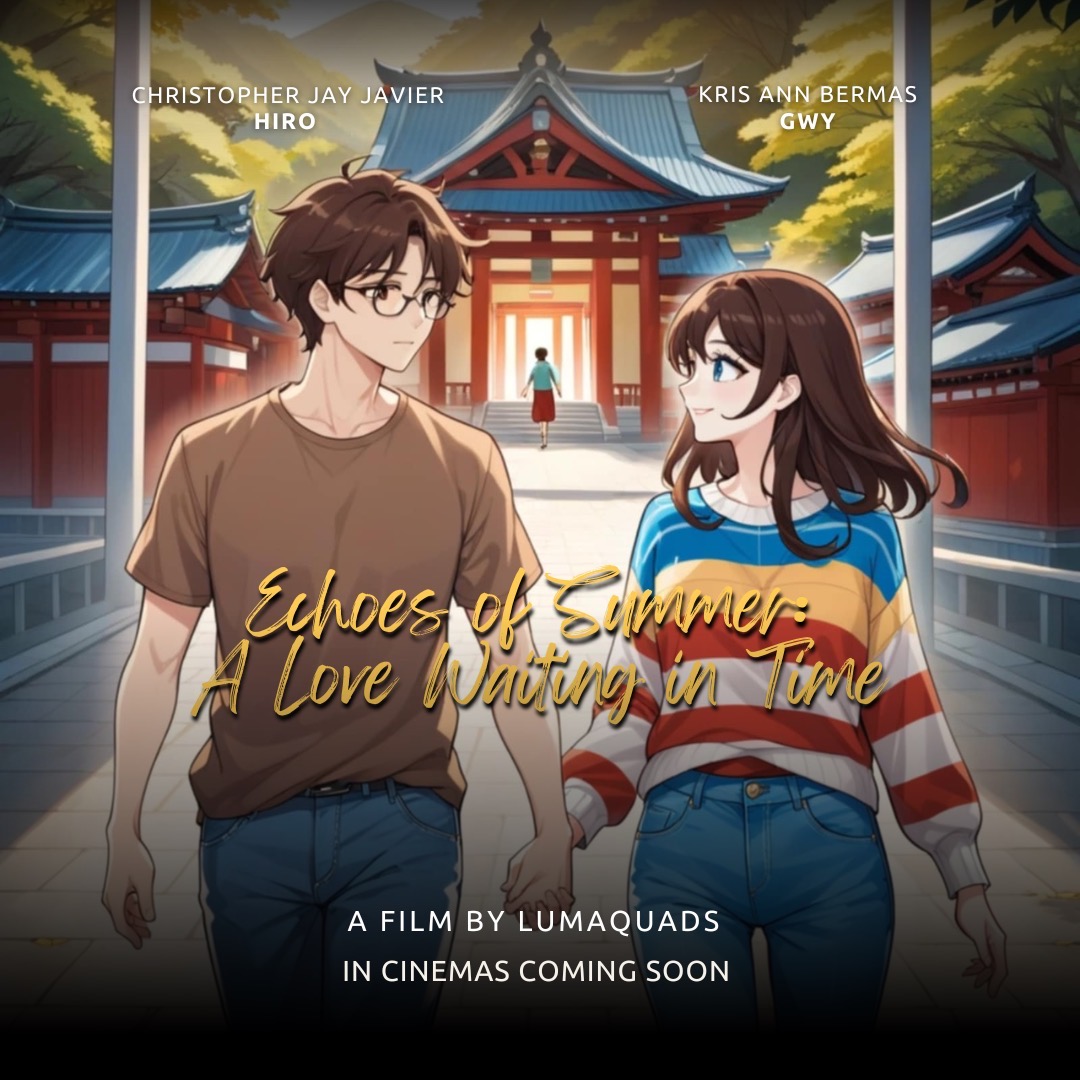 CHRISTOPHER JAY JAVIER
HIRO
KRIS ANN BERMAS
GWY
Echoes of Summer:
A Love Waiting in Time
A FILM BY LUMAQUADS
IN CINEMAS COMING SOON